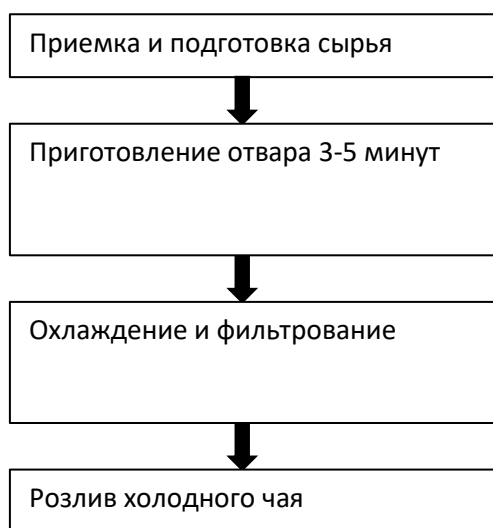 Приемка и подготовка сырья
Приготовление отвара 3-5 минут
Охлаждение и фильтрование
Розлив холодного чая